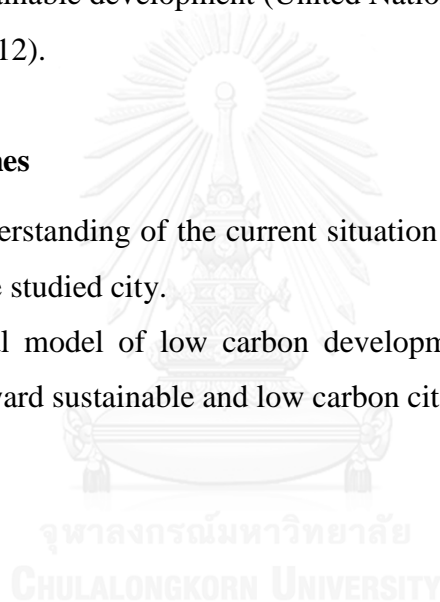 ainable development (United Nation
12).
nes
erstanding of the current situation
e studied city.
al model of low carbon developm
ward sustainable and low carbon cit
จุฬาลงกรณ์มหาวิทยาลัย
CHULALONGKORN UNIVERSITY